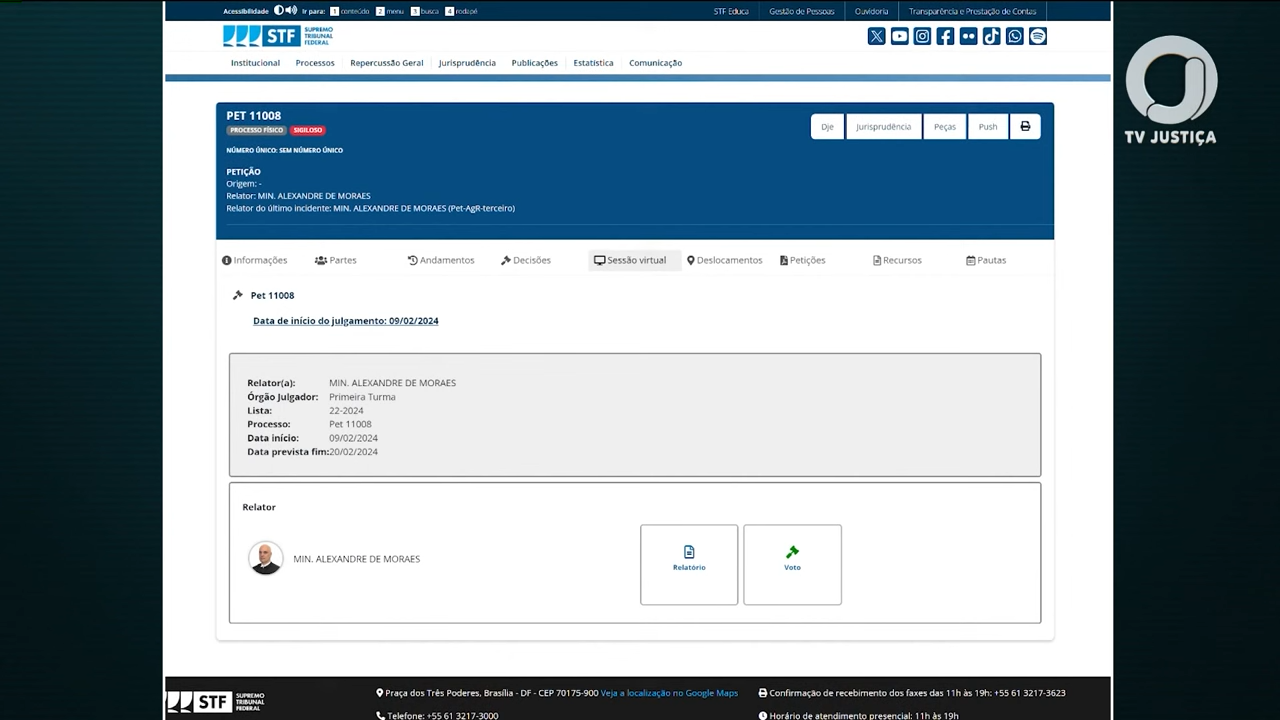 Acessibilidade Ir para: 1 conteúdo 2 menu 3 busca 4 rodapé
STF Educa Gestão de Pessoas Ouvidoria Transparência e Prestação de Contas
STF SUPREMO TRIBUNAL FEDERAL
Institucional Processos Repercussão Geral Jurisprudência Publicações Estatística Comunicação
TV JUSTIÇA
PET 11008
PROCESSO FÍSICO SIGILOSO
Dje Jurisprudência Peças Push
NÚMERO ÚNICO: SEM NÚMERO ÚNICO
PETIÇÃO
Origem: -
Relator: MIN. ALEXANDRE DE MORAES
Relator do último incidente: MIN. ALEXANDRE DE MORAES (Pet-AgR-terceiro)
Informações Partes Andamentos Decisões Sessão virtual Deslocamentos Petições Recursos Pautas
Pet 11008
Data de início do julgamento: 09/02/2024
Relator(a): MIN. ALEXANDRE DE MORAES
Órgão Julgador: Primeira Turma
Lista: 22-2024
Processo: Pet 11008
Data início: 09/02/2024
Data prevista fim:20/02/2024
Relator
MIN. ALEXANDRE DE MORAES
Relatório Voto
STF SUPREMO TRIBUNAL FEDERAL
Praça dos Três Poderes, Brasília - DF - CEP 70175-900 Veja a localização no Google Maps
Confirmação de recebimento dos faxes das 11h às 19h: +55 61 3217-3623
Telefone: +55 61 3217-3000
Horário de atendimento presencial: 11h às 19h